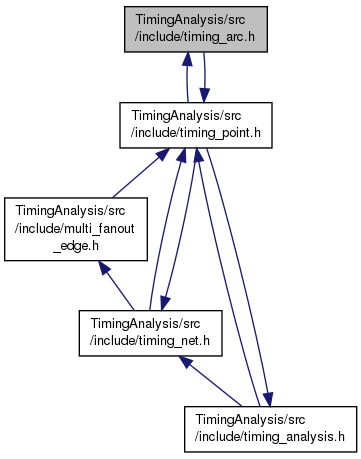 TimingAnalysis/src
/include/timing_arc.h
TimingAnalysis/src
/include/timing_point.h
TimingAnalysis/src
/include/multi_fanout
_edge.h
TimingAnalysis/src
/include/timing_net.h
TimingAnalysis/src
/include/timing_analysis.h